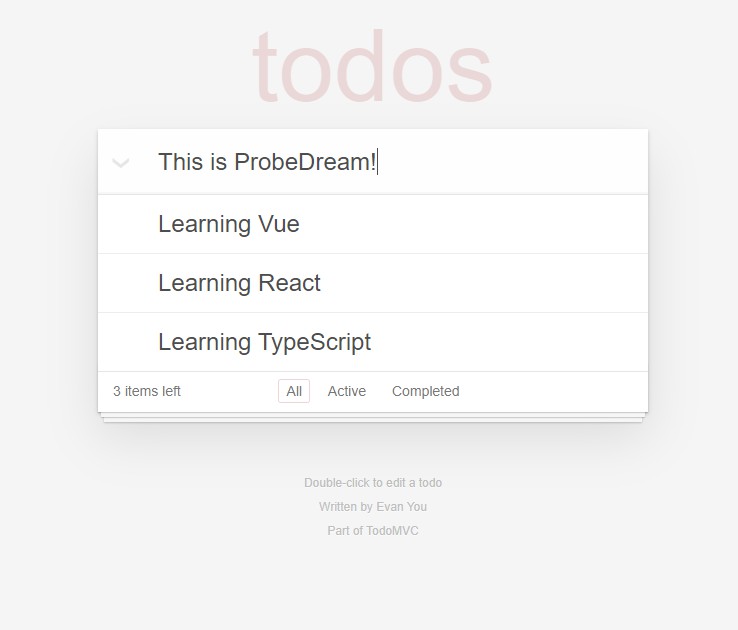 todos
This is ProbeDream!
Learning Vue
Learning React
Learning TypeScript
3 items left All Active Completed
Double-click to edit a todo
Written by Evan You
Part of TodoMVC